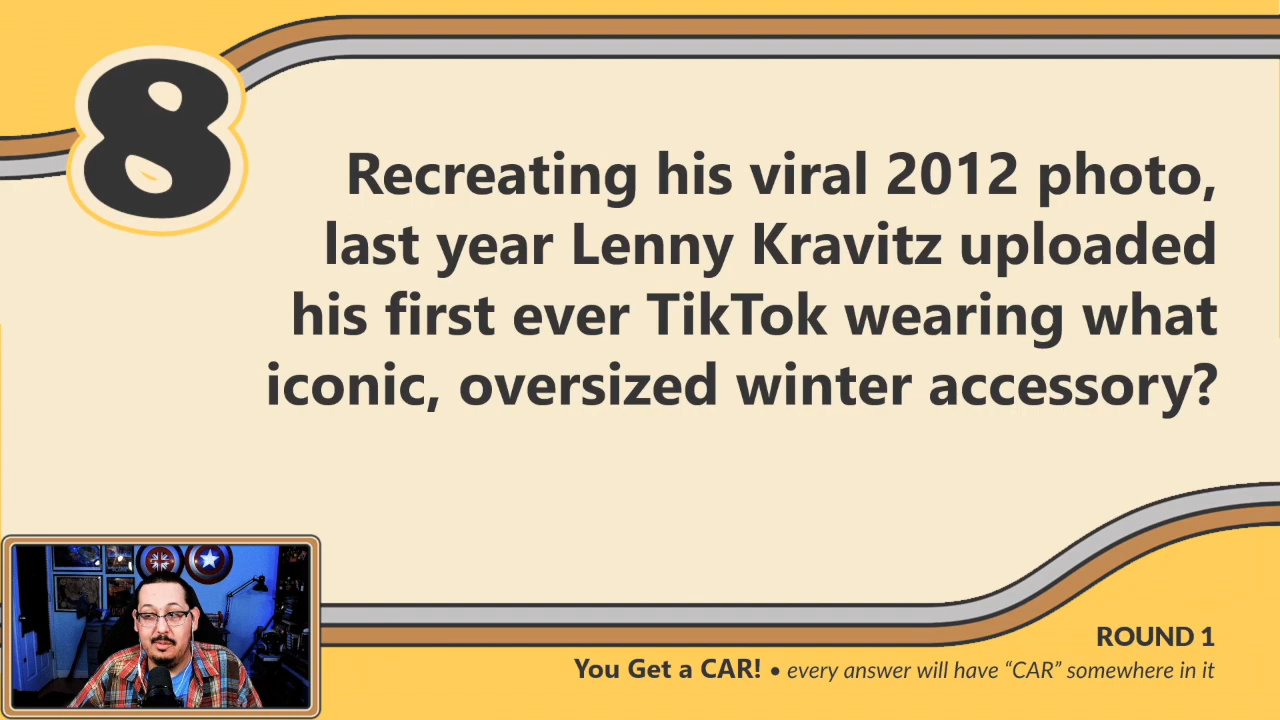 8
Recreating his viral 2012 photo,
last year Lenny Kravitz uploaded
his first ever TikTok wearing what
iconic, oversized winter accessory?
ROUND 1
You Get a CAR! • every answer will have “CAR” somewhere in it